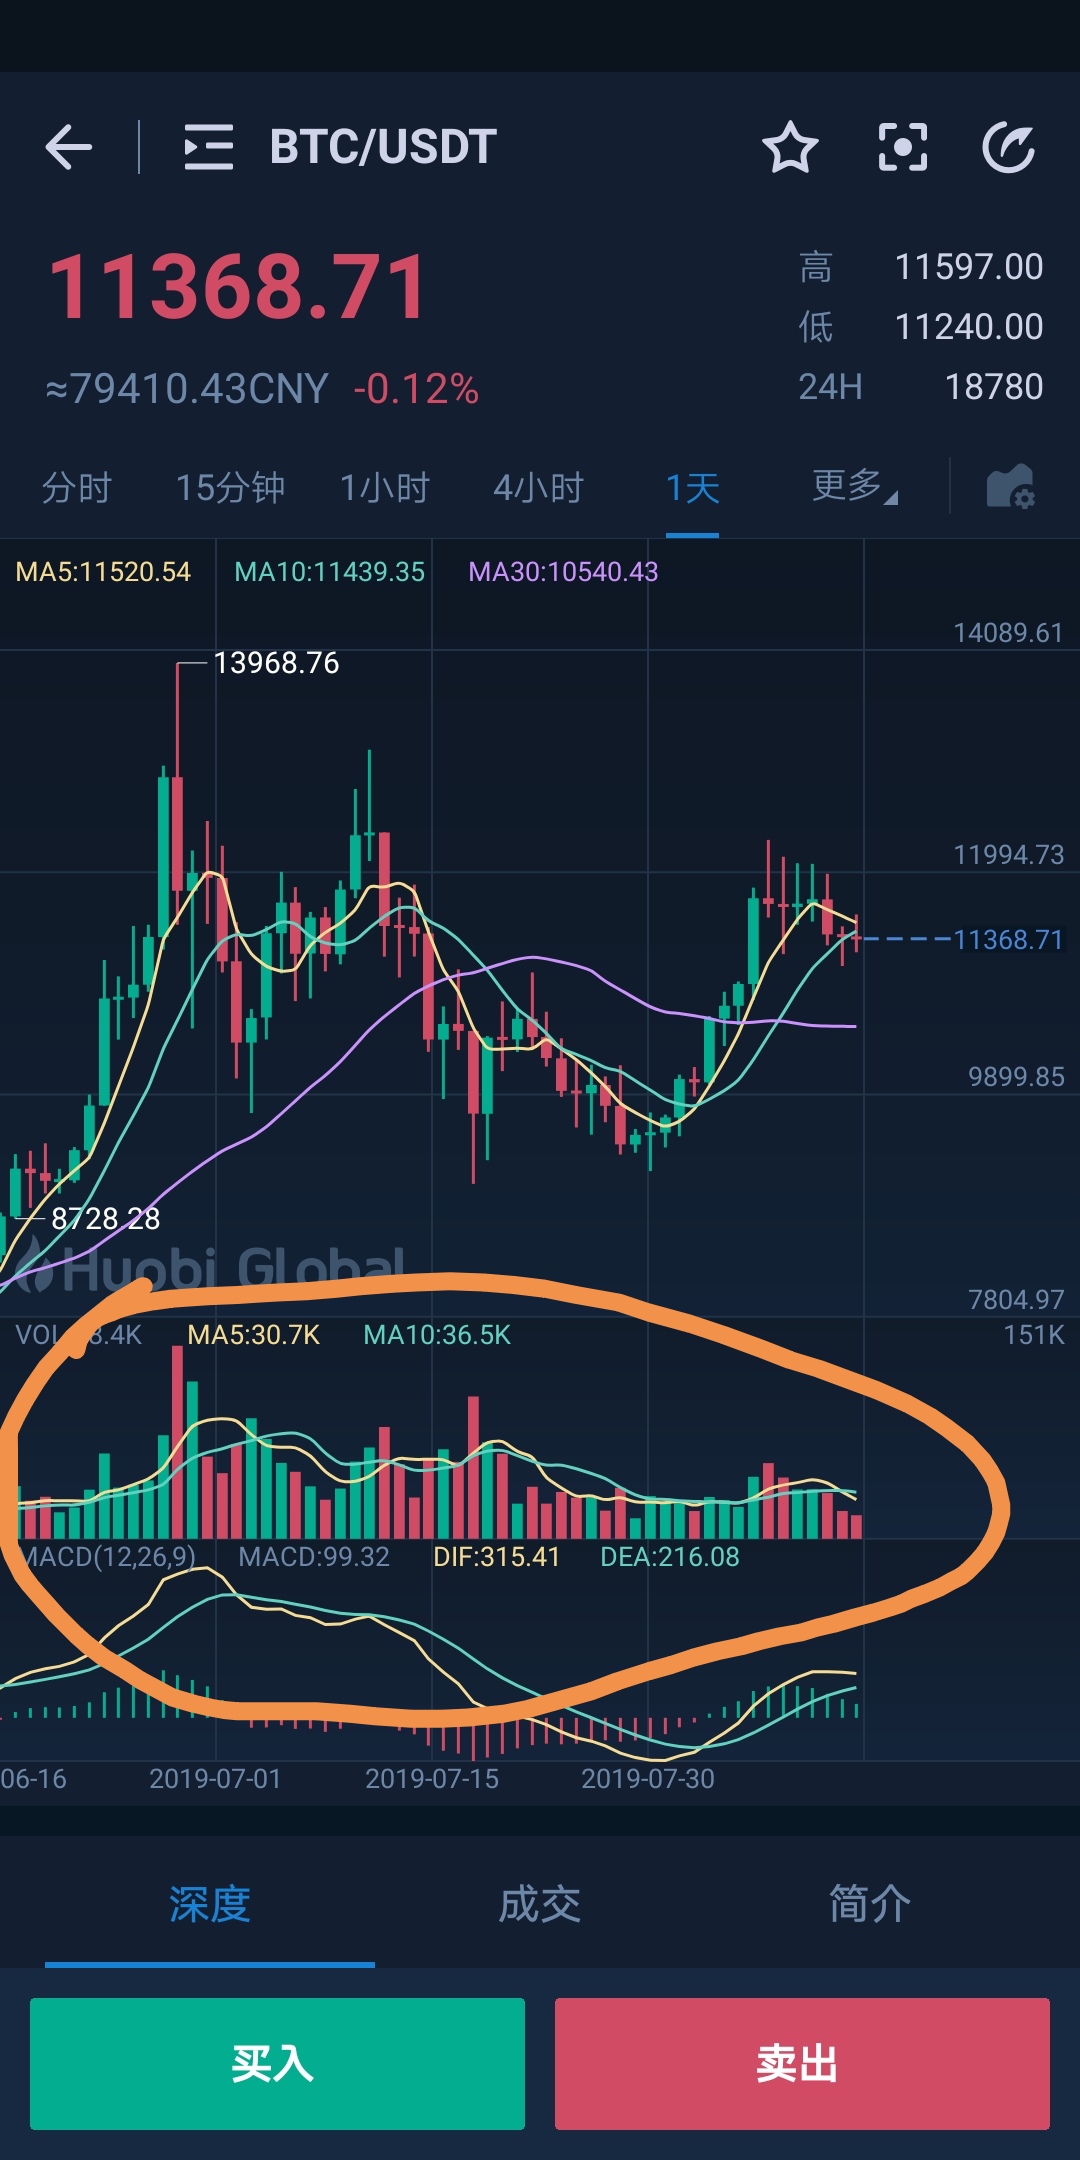 BTC/USDT
11368.71
高 11597.00
低 11240.00
≈79410.43CNY -0.12%
24H 18780
分时 15分钟 1小时 4小时 1天 更多
MA5:11520.54 MA10:11439.35 MA30:10540.43
14089.61
13968.76
11994.73
11368.71
9899.85
8728.28
Huobi Global
7804.97
MA5:30.7K MA10:36.5K 151K
MACD(12,26,9) MACD:99.32 DIF:315.41 DEA:216.08
06-16 2019-07-01 2019-07-15 2019-07-30
深度 成交 简介
买入 卖出